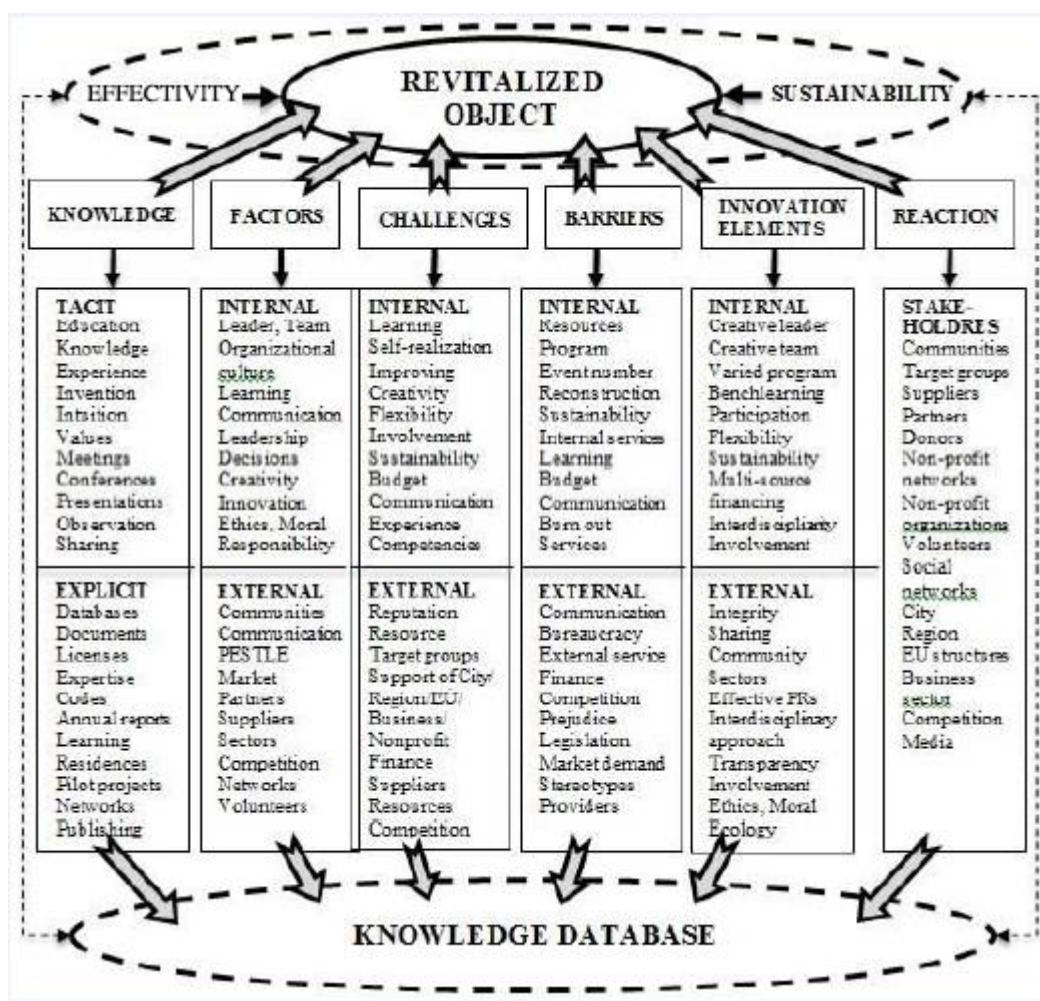 REVITALIZED
OBJECT
EFFECTIVITY
SUSTAINABILITY
KNOWLEDGE
FACTORS
CHALLENGES
BARRIERS
INNOVATION
ELEMENTS
REACTION
TACIT
Education
Knowledge
Experience
Invention
Intuition
Values
Meetings
Conferences
Presentations
Observation
Sharing
EXPLICIT
Databases
Documents
Licenses
Expertise
Codes
Annual reports
Learning
Residences
Pilot projects
Networks
Publishing
INTERNAL
Leader, Team
Organizational
culture
Learning
Communication
Leadership
Decisions
Creativity
Innovation
Ethics, Moral
Responsibility
EXTERNAL
Communities
Communication
PESTLE
Market
Partners
Suppliers
Sectors
Competition
Networks
Volunteers
INTERNAL
Learning
Self-realization
Improving
Creativity
Flexibility
Involvement
Sustainability
Budget
Communication
Experience
Competencies
EXTERNAL
Reputation
Resource
Target groups
Support of City/
Region/EU/
Business/
Nonprofit
Finance
Suppliers
Resources
Competition
INTERNAL
Resources
Program
Event number
Reconstruction
Sustainability
Internal services
Learning
Budget
Communication
Burn out
Services
EXTERNAL
Communication
Bureaucracy
External service
Finance
Competition
Prejudice
Legislation
Market demand
Stereotypes
Providers
INTERNAL
Creative leader
Creative team
Varied program
Benchlearning
Participation
Flexibility
Sustainability
Multi-source
financing
Interdiscipliarity
Involvement
EXTERNAL
Integrity
Sharing
Community
Sectors
Effective PRs
Interdisciplinary
approach
Transparency
Involvement
Ethics, Moral
Ecology
STAKE-
HOLDRES
Communities
Target groups
Suppliers
Partners
Donors
Non-profit
networks
Non-profit
organizations
Volunteers
Social
networks
City
Region
EU structures
Business
sector
Competition
Media
KNOWLEDGE DATABASE